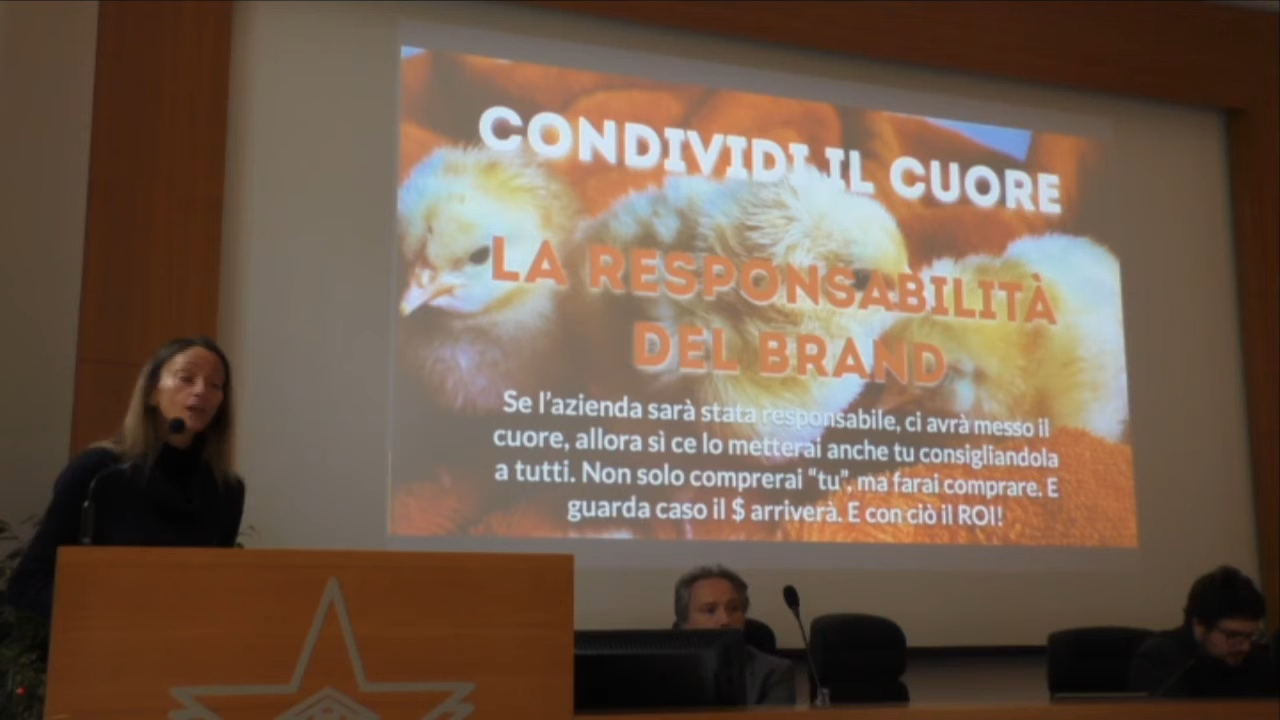 CONDIVIDI IL CUORE
LA RESPONSABILITÀ
DEL BRAND
Se l'azienda sarà stata responsabile, ci avrà messo il
cuore, allora sì ce lo metterai anche tu consigliandola
a tutti. Non solo comprerai “tu”, ma farai comprare. E
guarda caso il $ arriverà. E con ciò il ROI!